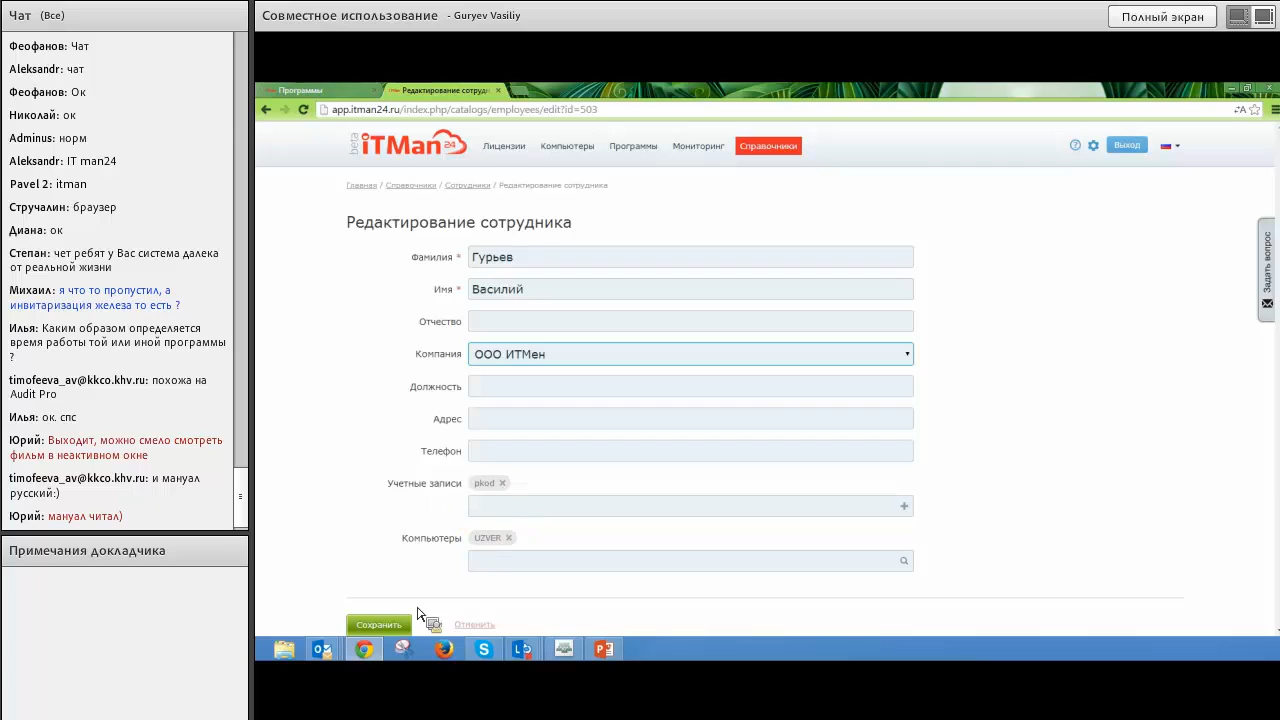 Чат (Все)
Феофанов: Чат
Aleksandr: чат
Феофанов: Ок
Николай: ок
Adminus: норм
Aleksandr: IT man24
Pavel 2: itman
Стручалин: браузер
Диана: ок
Степан: чет ребят у Вас система далека
от реальной жизни
Михаил: я что то пропустил, а
инвитаризация железа то есть ?
Илья: Каким образом определяется
время работы той или иной программы
?
timofeeva_av@kkco.khv.ru: похожа на
Audit Pro
Илья: ок. спс
Юрий: Выходит, можно смело смотреть
фильм в неактивном окне
timofeeva_av@kkco.khv.ru: и мануал
русский:)
Юрий: мануал читал)
Примечания докладчика
Совместное использование - Guryev Vasiliy
Полный экран
Программы
Редактирование сотрудн
app.itman24.ru/index.php/catalogs/employees/edit?id=503
beta iTMan 24
Лицензии Компьютеры Программы Мониторинг Справочники
Выход
Главная / Справочники / Сотрудники / Редактирование сотрудника
Редактирование сотрудника
Фамилия * Гурьев
Имя * Василий
Отчество
Компания ООО ИТМен
Должность
Адрес
Телефон
Учетные записи pkod
Компьютеры UZVER
Сохранить Отменить
Задать вопрос